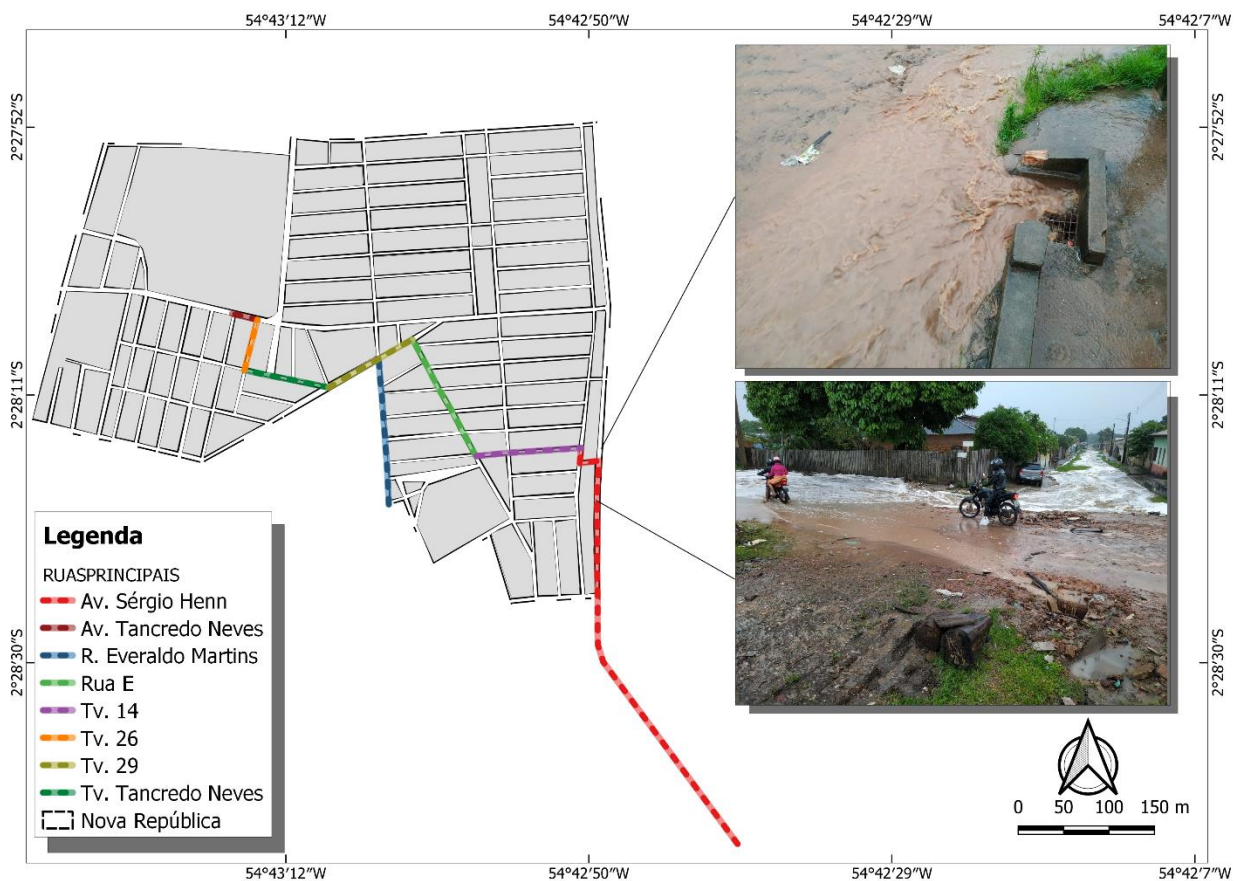 54°43′12″W 54°42′50″W 54°42′29″W 54°42′7″W
2°27′52″S 2°27′52″S
2°28′11″S 2°28′11″S
2°28′30″S 2°28′30″S
Legenda
RUASPRINCIPAIS
Av. Sérgio Henn
Av. Tancredo Neves
R. Everaldo Martins
Rua E
Tv. 14
Tv. 26
Tv. 29
Tv. Tancredo Neves
Nova República
0 50 100 150 m
54°43′12″W 54°42′50″W 54°42′29″W 54°42′7″W